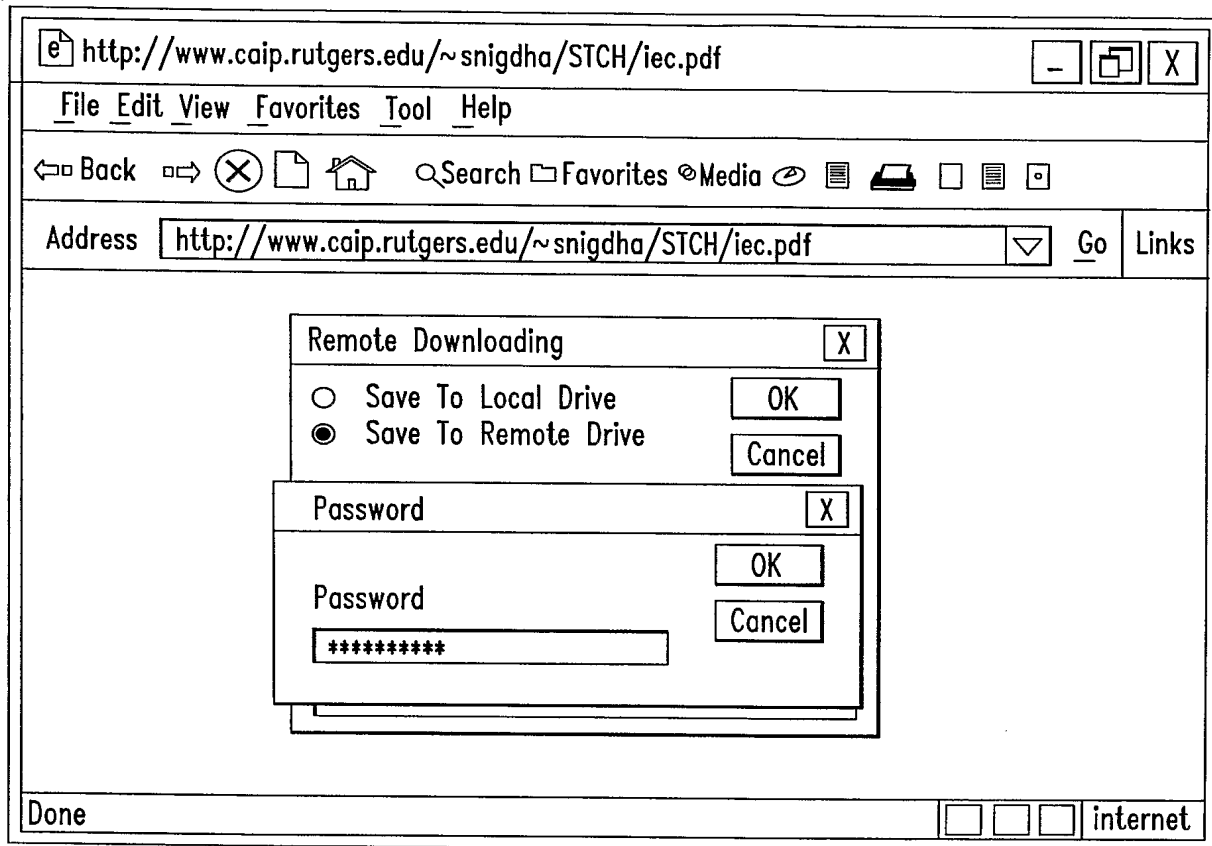 http://www.caip.rutgers.edu/~snigdha/STCH/iec.pdf
X
File Edit View Favorites Tool Help
Back Search Favorites Media
Address http://www.caip.rutgers.edu/~snigdha/STCH/iec.pdf Go Links
Remote Downloading X
Save To Local Drive OK
Save To Remote Drive
Cancel
Password X
OK
Password
Cancel
**********
Done internet